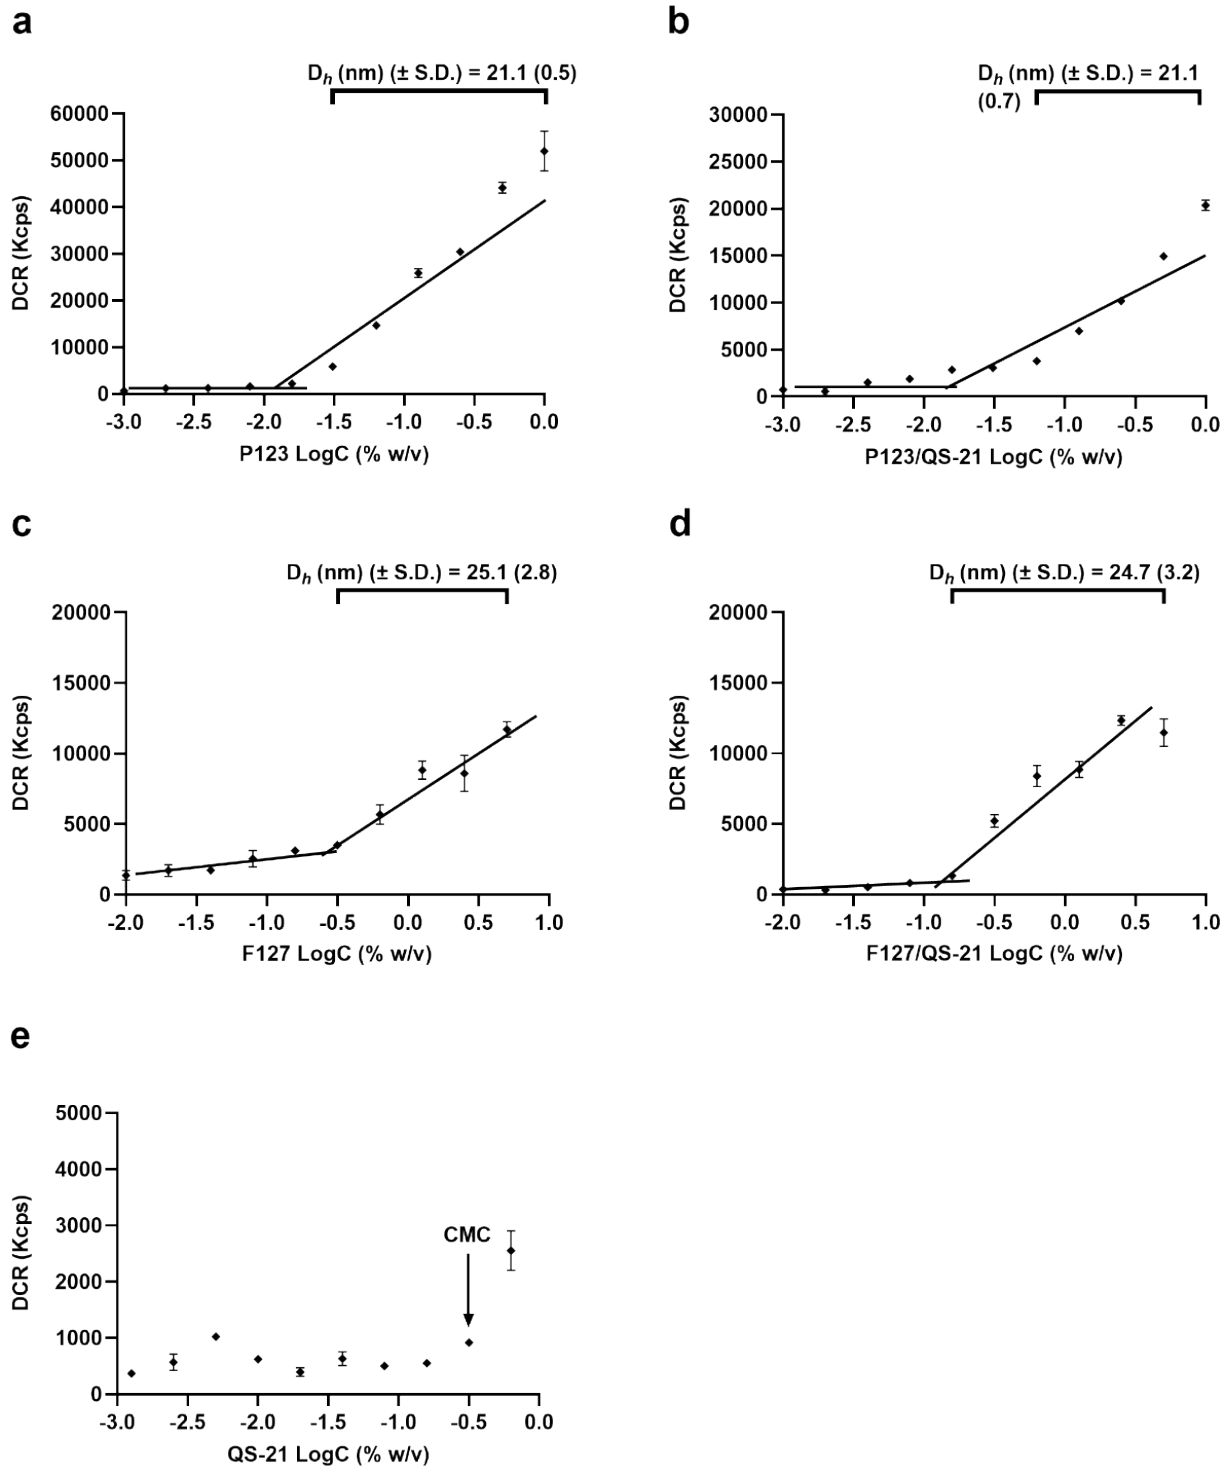 a
D_h (nm) (± S.D.) = 21.1 (0.5)
60000
50000
40000
30000
20000
10000
0
DCR (Kcps)
-3.0 -2.5 -2.0 -1.5 -1.0 -0.5 0.0
P123 LogC (% w/v)
b
D_h (nm) (± S.D.) = 21.1
(0.7)
30000
25000
20000
15000
10000
5000
0
DCR (Kcps)
-3.0 -2.5 -2.0 -1.5 -1.0 -0.5 0.0
P123/QS-21 LogC (% w/v)
c
D_h (nm) (± S.D.) = 25.1 (2.8)
20000
15000
10000
5000
0
DCR (Kcps)
-2.0 -1.5 -1.0 -0.5 0.0 0.5 1.0
F127 LogC (% w/v)
d
D_h (nm) (± S.D.) = 24.7 (3.2)
20000
15000
10000
5000
0
DCR (Kcps)
-2.0 -1.5 -1.0 -0.5 0.0 0.5 1.0
F127/QS-21 LogC (% w/v)
e
5000
4000
3000
2000
1000
0
DCR (Kcps)
CMC
-3.0 -2.5 -2.0 -1.5 -1.0 -0.5 0.0
QS-21 LogC (% w/v)